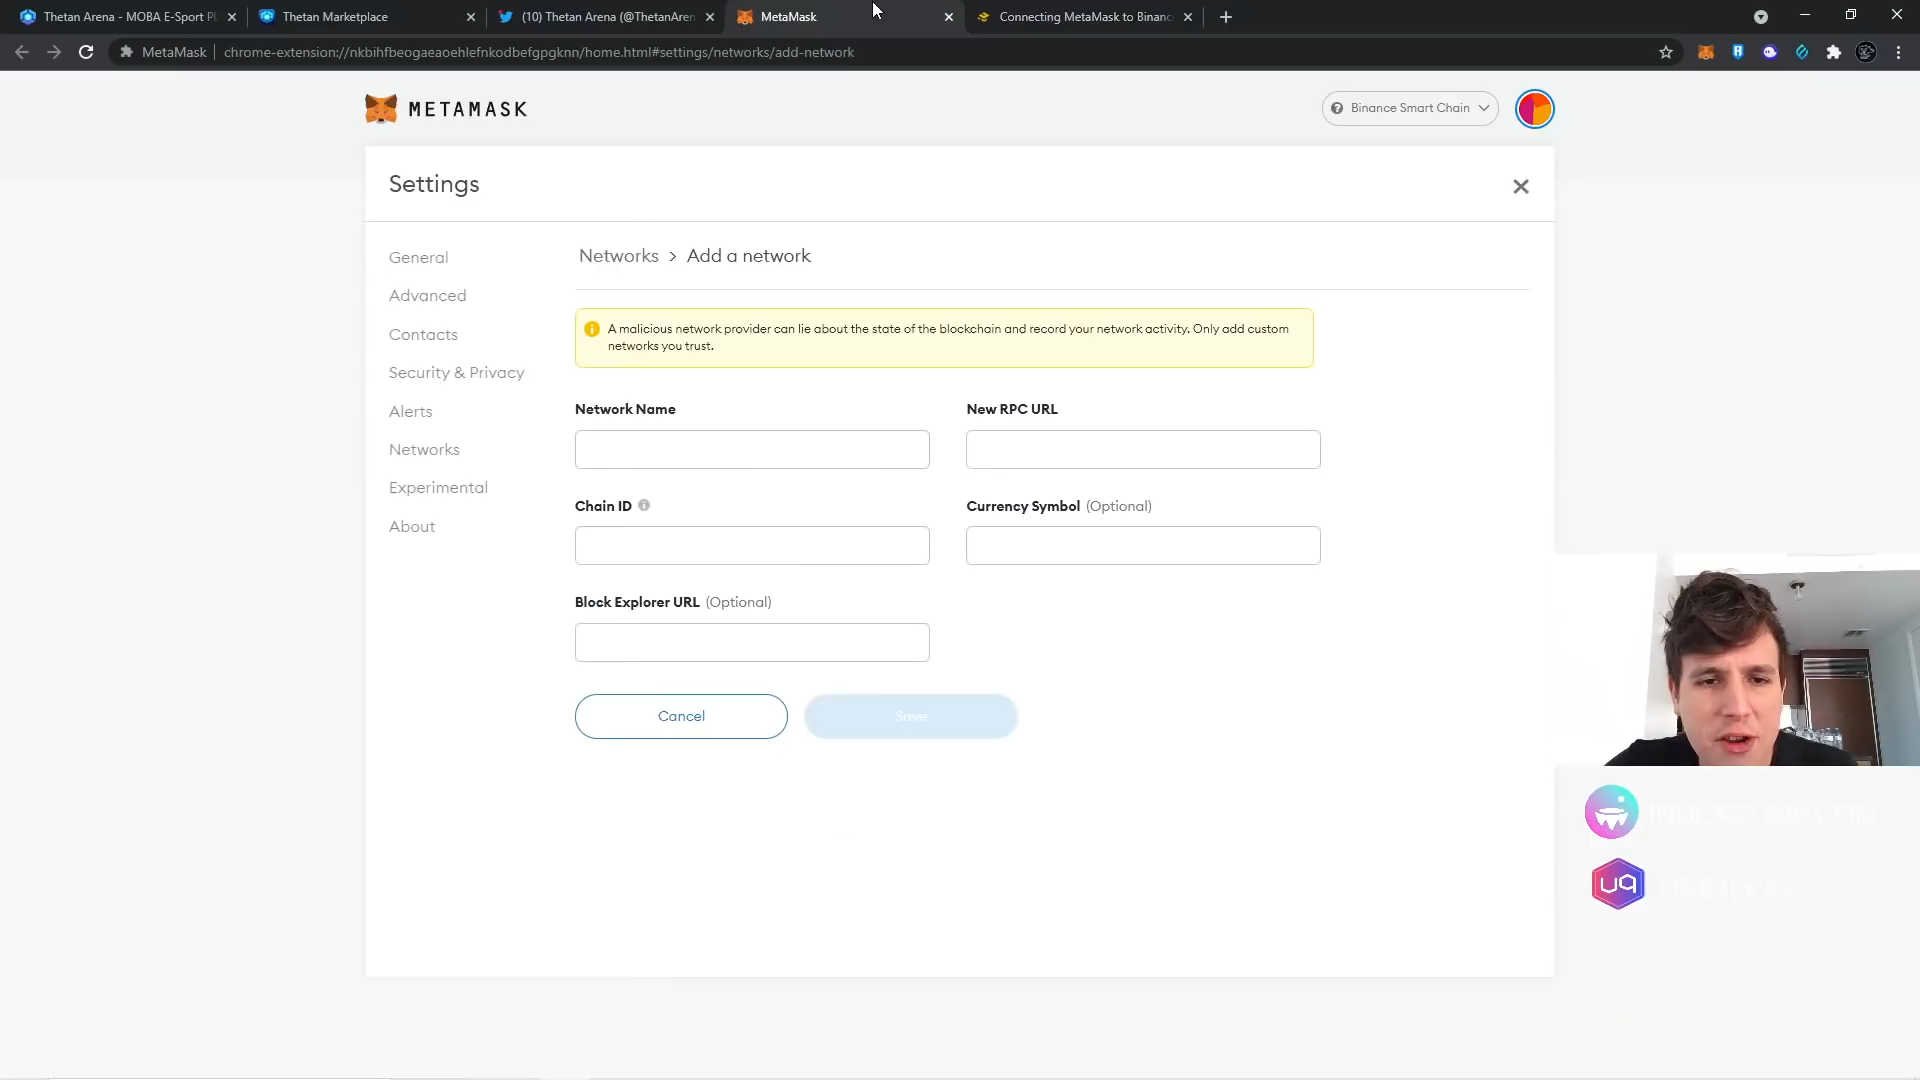 Thetan Arena - MOBA E-Sport Pl
Thetan Marketplace
(10) Thetan Arena (@ThetanAren
MetaMask
Connecting MetaMask to Binanc
MetaMask
chrome-extension://nkbihfbeogaeaoehlefnkodbefgpgknn/home.html#settings/networks/add-network
METAMASK
Binance Smart Chain
Settings
General
Advanced
Contacts
Security & Privacy
Alerts
Networks
Experimental
About
Networks > Add a network
A malicious network provider can lie about the state of the blockchain and record your network activity. Only add custom
networks you trust.
Network Name
New RPC URL
Chain ID
Currency Symbol (Optional)
Block Explorer URL (Optional)
Cancel
Save